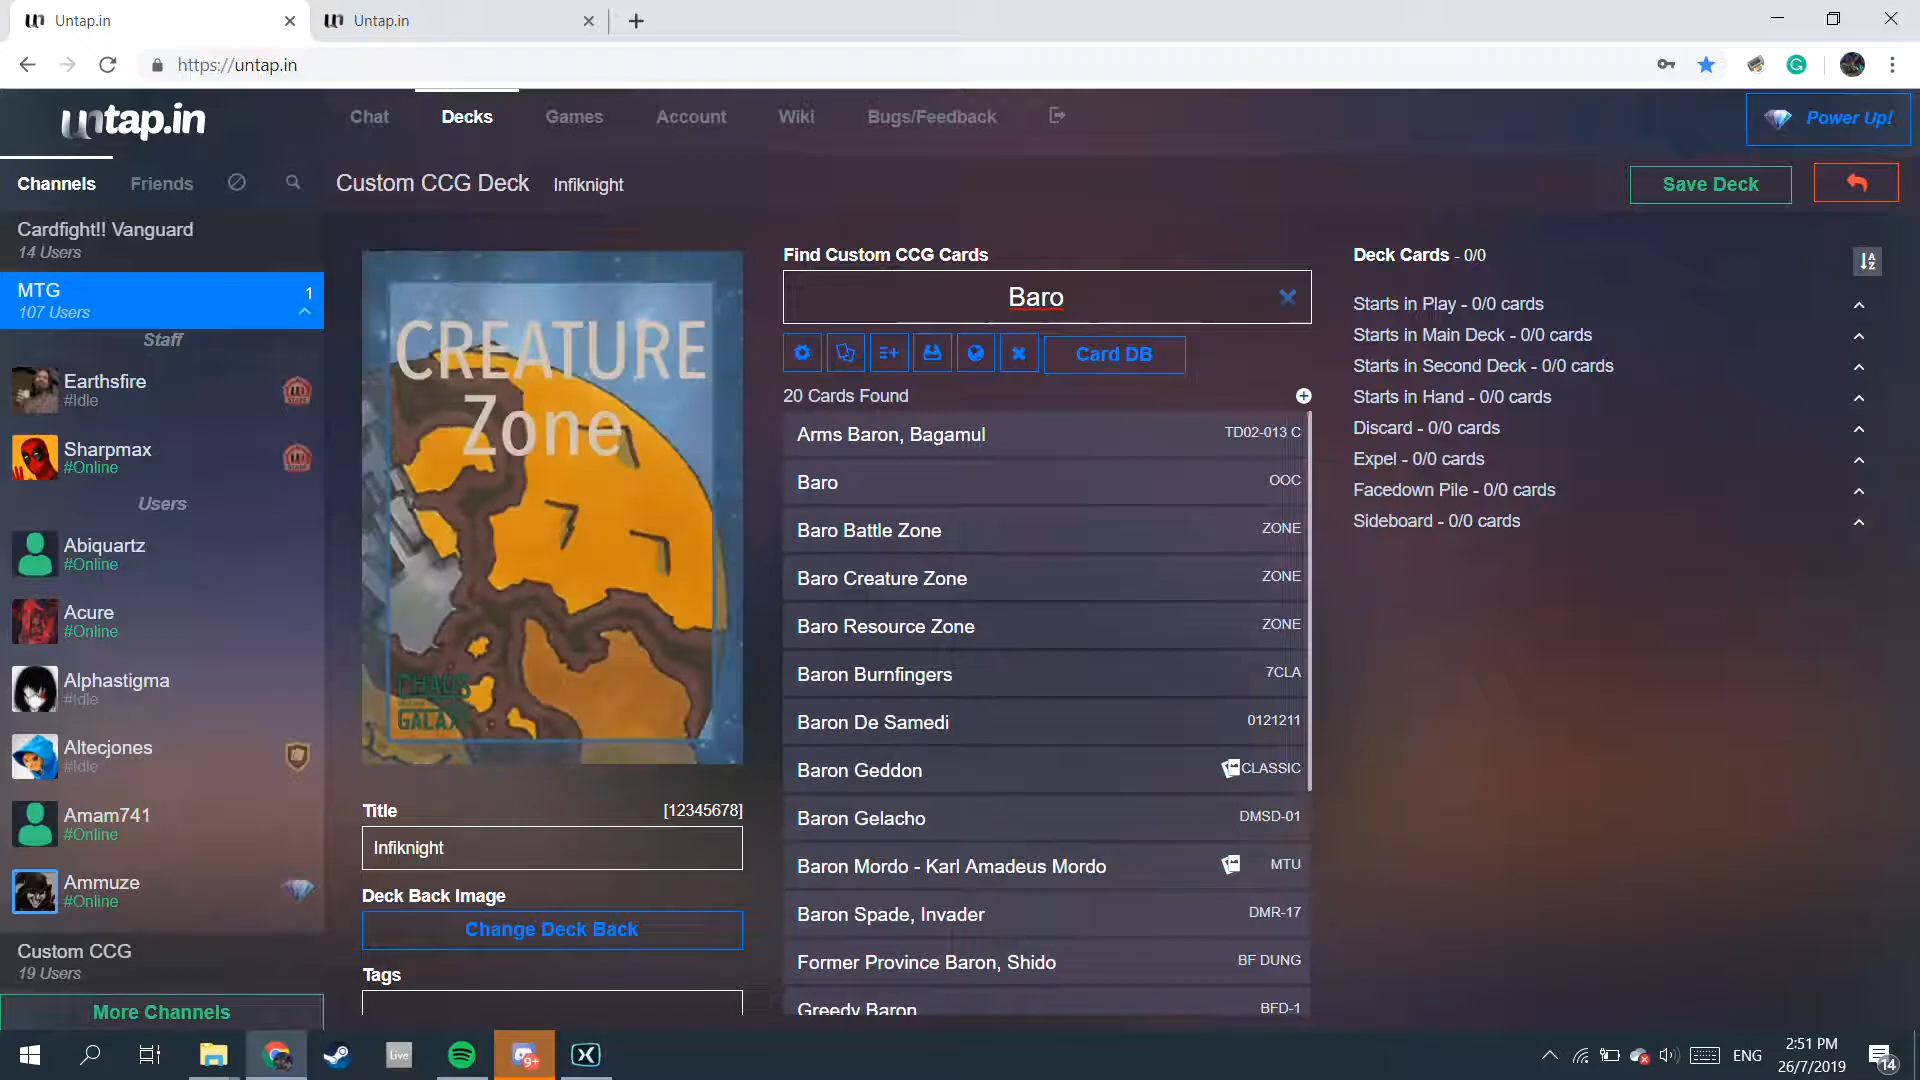 Untap.in
Untap.in
https://untap.in
untap.in
Chat
Decks
Games
Account
Wiki
Bugs/Feedback
Power Up!
Channels
Friends
Custom CCG Deck
Infiknight
Save Deck
Cardfight!! Vanguard
14 Users
MTG
1
107 Users
Staff
Earthsfire
#Idle
Sharpmax
#Online
Users
Abiquartz
#Online
Acure
#Online
Alphastigma
#Idle
Altecjones
#Idle
Amam741
#Online
Ammuze
#Online
Custom CCG
19 Users
More Channels
CREATURE
Zone
CHAOS
GALAXY
Title
[12345678]
Infiknight
Deck Back Image
Change Deck Back
Tags
Find Custom CCG Cards
Baro
Card DB
20 Cards Found
Arms Baron, Bagamul TD02-013 C
Baro OOC
Baro Battle Zone ZONE
Baro Creature Zone ZONE
Baro Resource Zone ZONE
Baron Burnfingers 7CLA
Baron De Samedi 0121211
Baron Geddon CLASSIC
Baron Gelacho DMSD-01
Baron Mordo - Karl Amadeus Mordo MTU
Baron Spade, Invader DMR-17
Former Province Baron, Shido BF DUNG
Greedy Baron BFD-1
Deck Cards - 0/0
Starts in Play - 0/0 cards
Starts in Main Deck - 0/0 cards
Starts in Second Deck - 0/0 cards
Starts in Hand - 0/0 cards
Discard - 0/0 cards
Expel - 0/0 cards
Facedown Pile - 0/0 cards
Sideboard - 0/0 cards
Live
9+
ENG
2:51 PM
26/7/2019
14